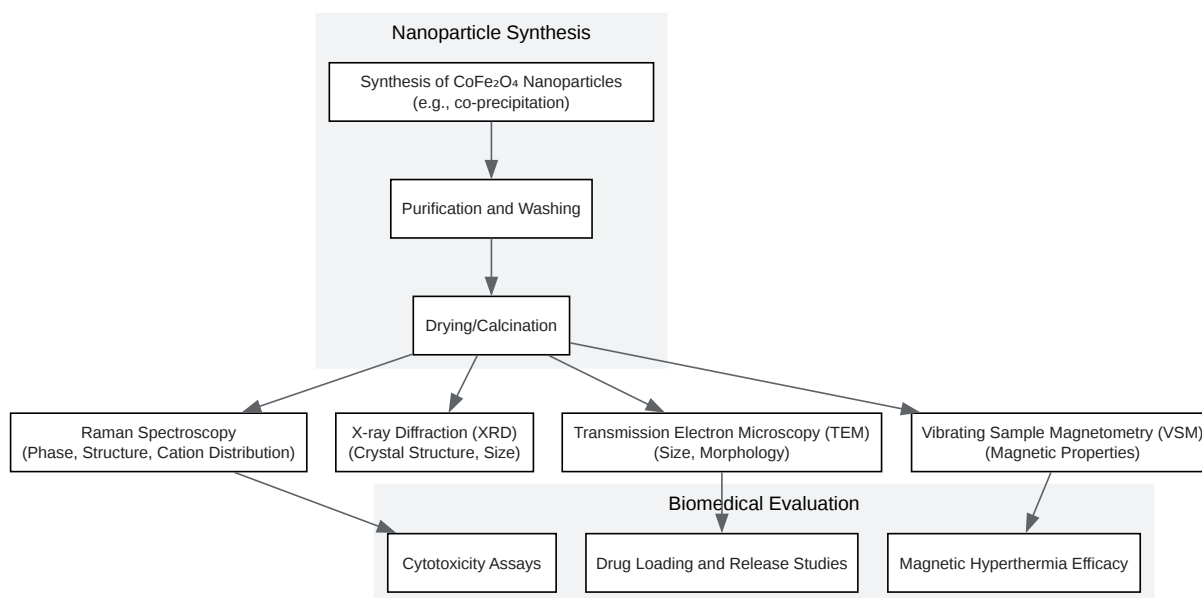 Nanoparticle Synthesis
Synthesis of CoFe₂O₄ Nanoparticles
(e.g., co-precipitation)
Purification and Washing
Drying/Calcination
Raman Spectroscopy
(Phase, Structure, Cation Distribution)
X-ray Diffraction (XRD)
(Crystal Structure, Size)
Transmission Electron Microscopy (TEM)
(Size, Morphology)
Vibrating Sample Magnetometry (VSM)
(Magnetic Properties)
Biomedical Evaluation
Cytotoxicity Assays
Drug Loading and Release Studies
Magnetic Hyperthermia Efficacy